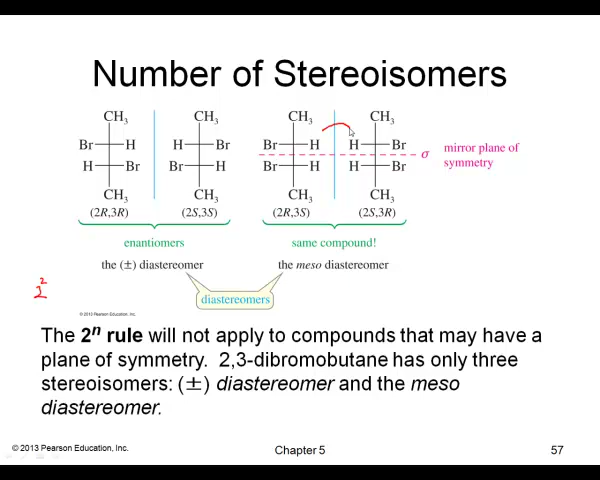 Number of Stereoisomers
CH3 CH3 CH3 CH3
Br H H Br Br H H Br
σ mirror plane of
symmetry
H Br Br H Br H H Br
CH3 CH3 CH3 CH3
(2R,3R) (2S,3S) (2R,3S) (2S,3R)
enantiomers same compound!
the (±) diastereomer the meso diastereomer
2²
diastereomers
© 2013 Pearson Education, Inc.
The 2ⁿ rule will not apply to compounds that may have a
plane of symmetry. 2,3-dibromobutane has only three
stereoisomers: (±) diastereomer and the meso
diastereomer.
© 2013 Pearson Education, Inc. Chapter 5 57